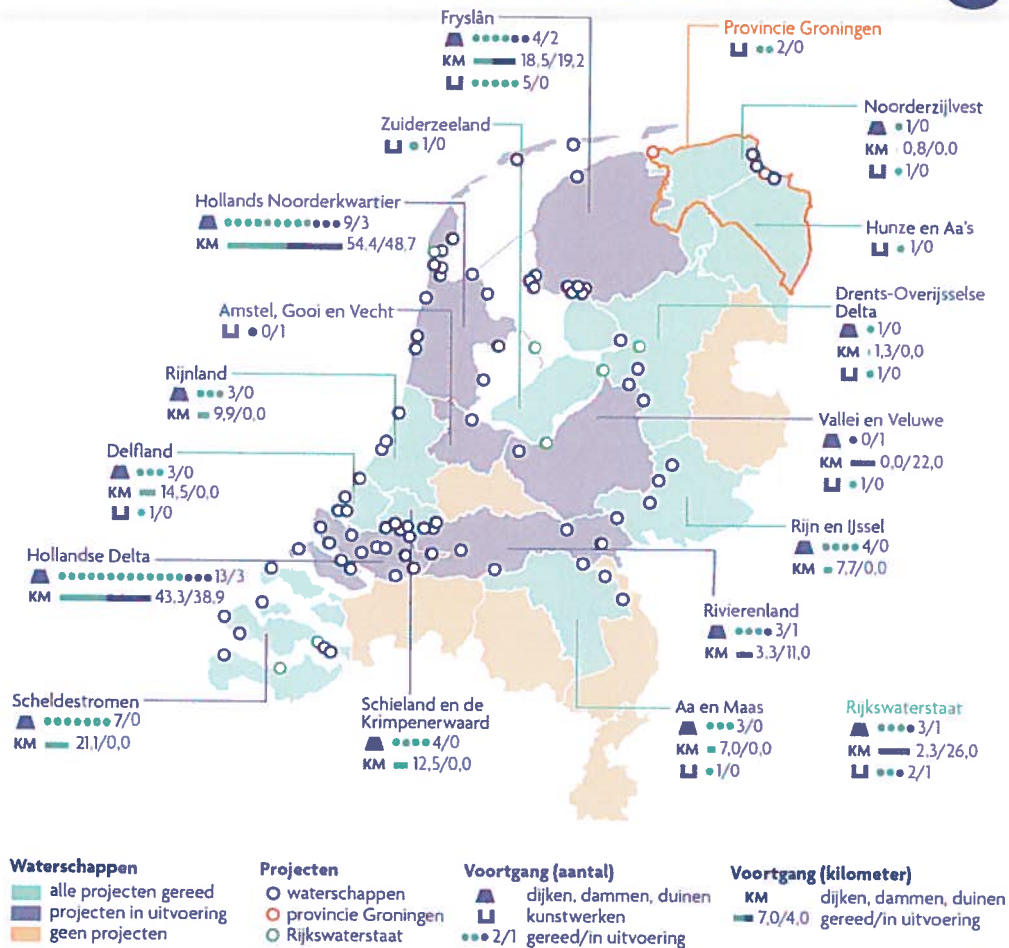 Fryslân
4/2
KM 18,5/19,2
5/0
Provincie Groningen
2/0
Zuiderzeeland
1/0
Noorderzijlvest
1/0
KM 0,8/0,0
1/0
Hollands Noorderkwartier
9/3
KM 54,4/48,7
Hunze en Aa's
1/0
Amstel, Gooi en Vecht
0/1
Drents-Overijsselse
Delta
1/0
KM 1,3/0,0
1/0
Rijnland
3/0
KM 9,9/0,0
Vallei en Veluwe
0/1
KM 0,0/22,0
1/0
Delfland
3/0
KM 14,5/0,0
1/0
Rijn en IJssel
4/0
KM 7,7/0,0
Hollandse Delta
13/3
KM 43,3/38,9
Rivierenland
3/1
KM 3,3/11,0
Scheldestromen
7/0
KM 21,1/0,0
Schieland en de
Krimpenerwaard
4/0
KM 12,5/0,0
Aa en Maas
3/0
KM 7,0/0,0
1/0
Rijkswaterstaat
3/1
KM 2,3/26,0
2/1
Waterschappen
alle projecten gereed
projecten in uitvoering
geen projecten
Projecten
waterschappen
provincie Groningen
Rijkswaterstaat
Voortgang (aantal)
dijken, dammen, duinen
kunstwerken
2/1 gereed/in uitvoering
Voortgang (kilometer)
KM dijken, dammen, duinen
7,0/4,0 gereed/in uitvoering